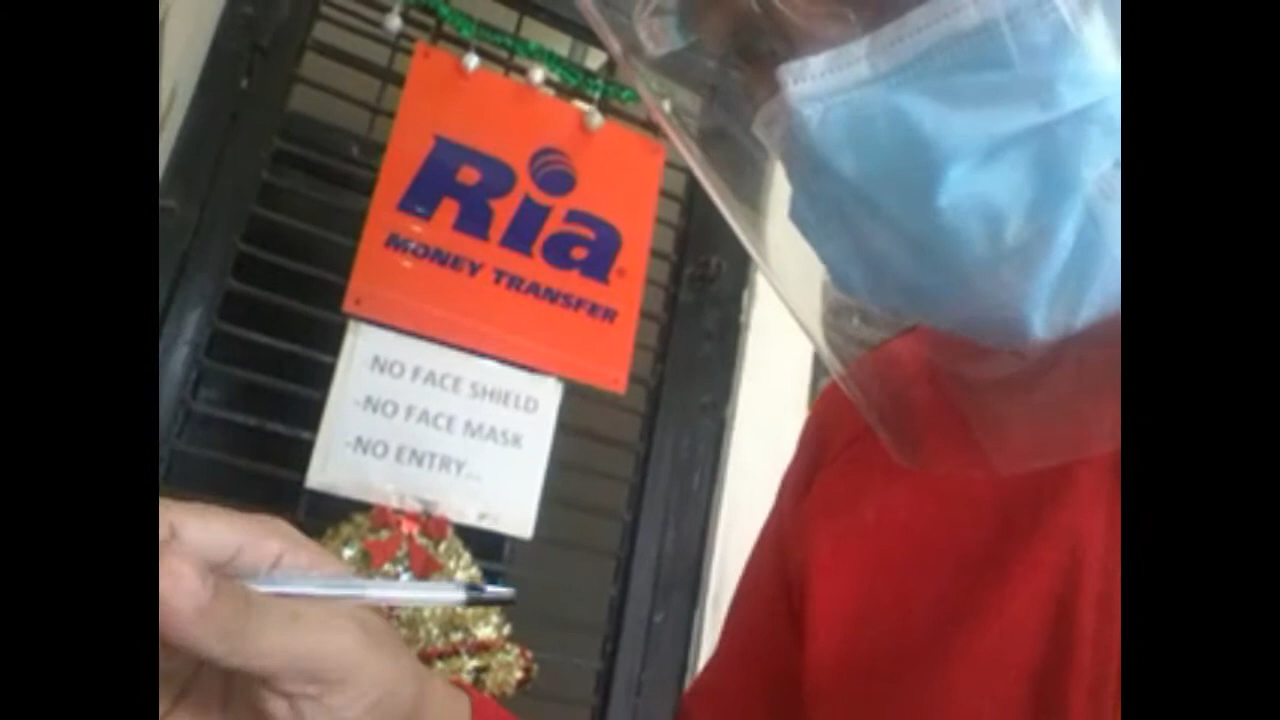 Ria
MONEY TRANSFER
-NO FACE SHIELD
-NO FACE MASK
-NO ENTRY...